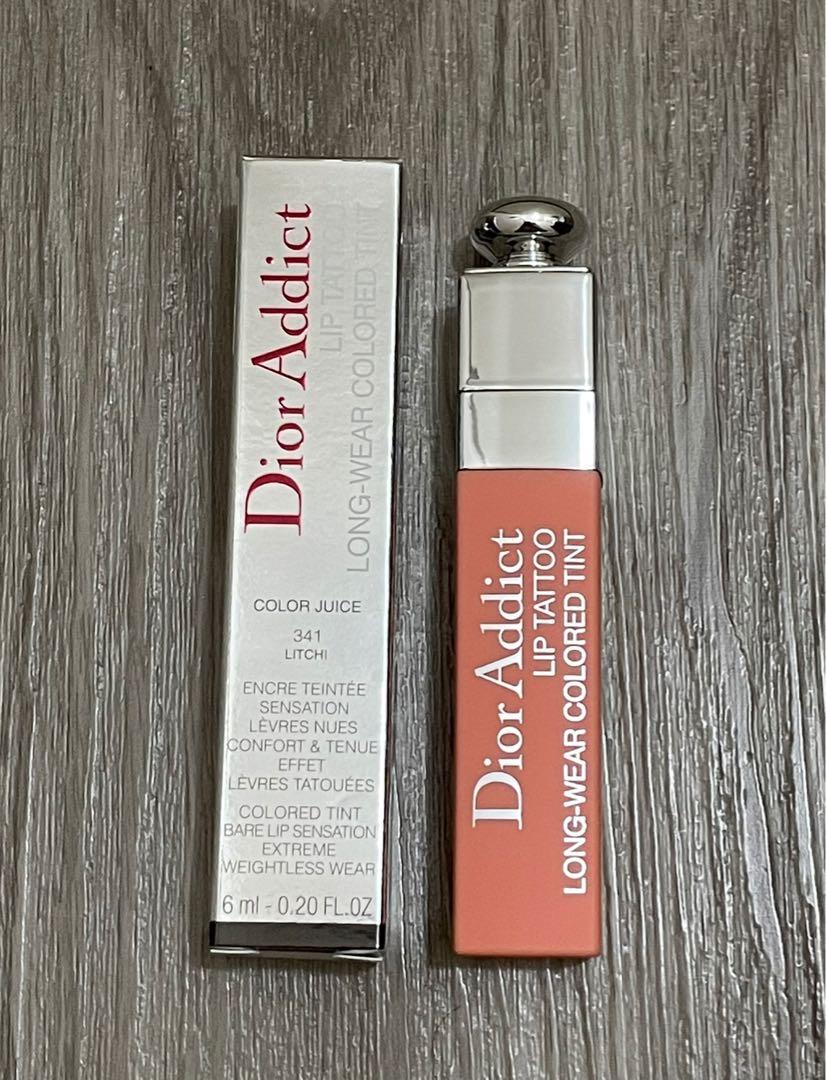 Dior Addict
LIP TATTOO
LONG-WEAR COLORED TINT
COLOR JUICE
341
LITCHI
ENCRE TEINTÉE
SENSATION
LÈVRES NUES
CONFORT & TENUE
EFFET
LÈVRES TATOUÉES
COLORED TINT
BARE LIP SENSATION
EXTREME
WEIGHTLESS WEAR
6 ml - 0.20 FL.OZ
Dior Addict
LIP TATTOO
LONG-WEAR COLORED TINT